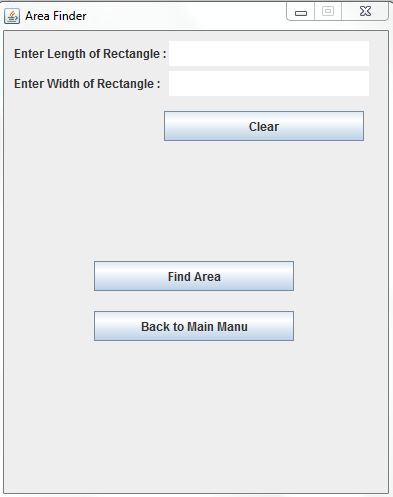 Area Finder
Enter Length of Rectangle :
Enter Width of Rectangle :
Clear
Find Area
Back to Main Manu